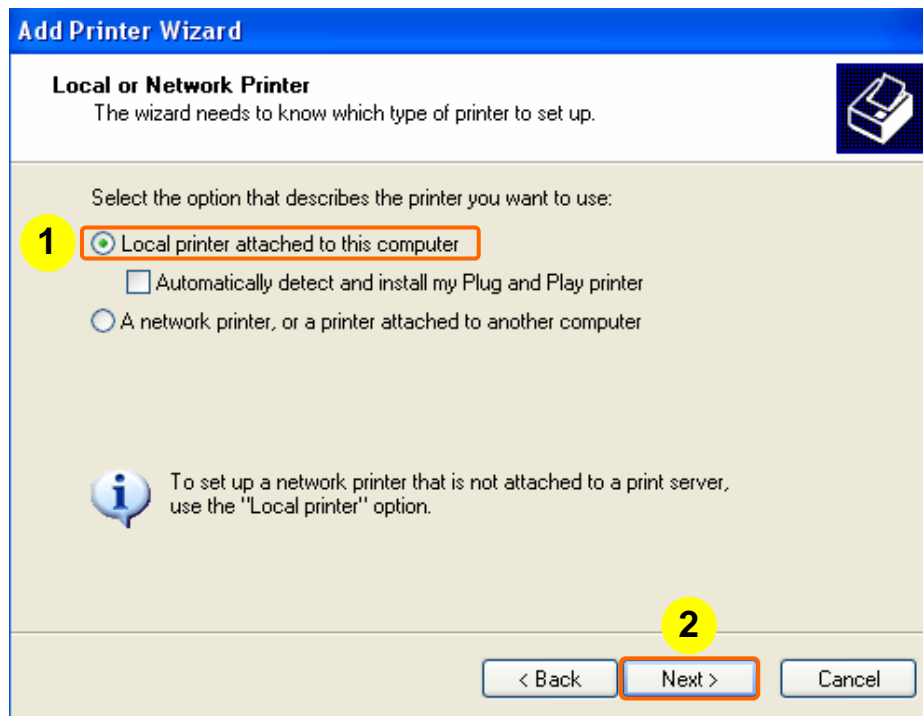 Add Printer Wizard
Local or Network Printer
The wizard needs to know which type of printer to set up.
Select the option that describes the printer you want to use:
1 Local printer attached to this computer
Automatically detect and install my Plug and Play printer
A network printer, or a printer attached to another computer
To set up a network printer that is not attached to a print server,
use the "Local printer" option.
2
< Back Next > Cancel